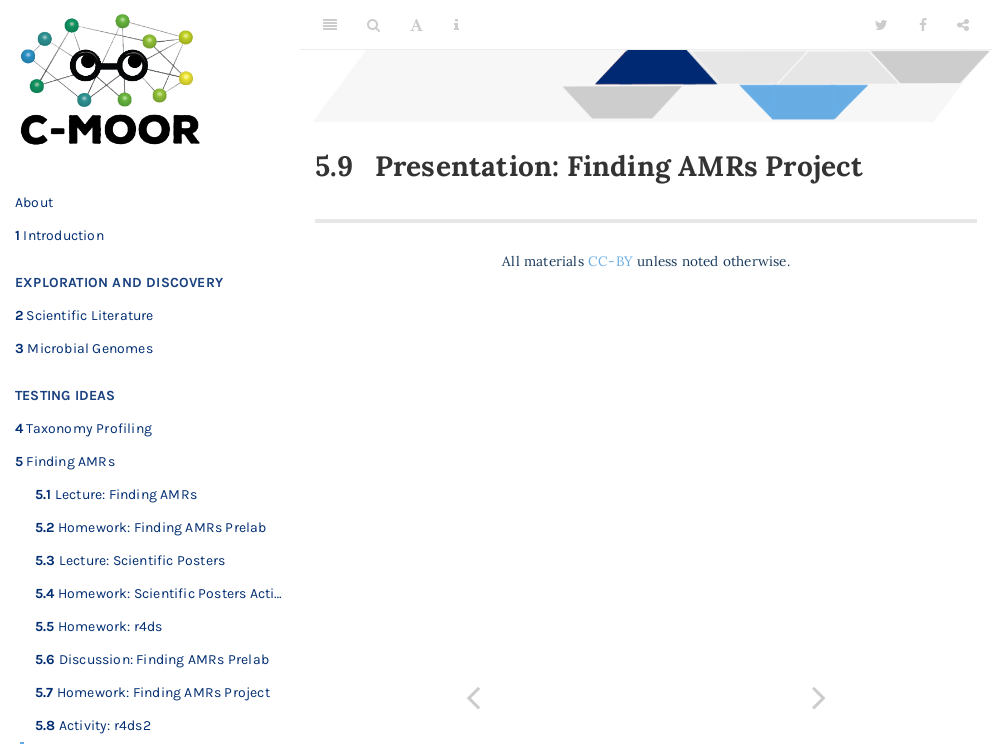 C-MOOR
About
1 Introduction
EXPLORATION AND DISCOVERY
2 Scientific Literature
3 Microbial Genomes
TESTING IDEAS
4 Taxonomy Profiling
5 Finding AMRs
5.1 Lecture: Finding AMRs
5.2 Homework: Finding AMRs Prelab
5.3 Lecture: Scientific Posters
5.4 Homework: Scientific Posters Acti…
5.5 Homework: r4ds
5.6 Discussion: Finding AMRs Prelab
5.7 Homework: Finding AMRs Project
5.8 Activity: r4ds2
5.9 Presentation: Finding AMRs Project
All materials CC-BY unless noted otherwise.